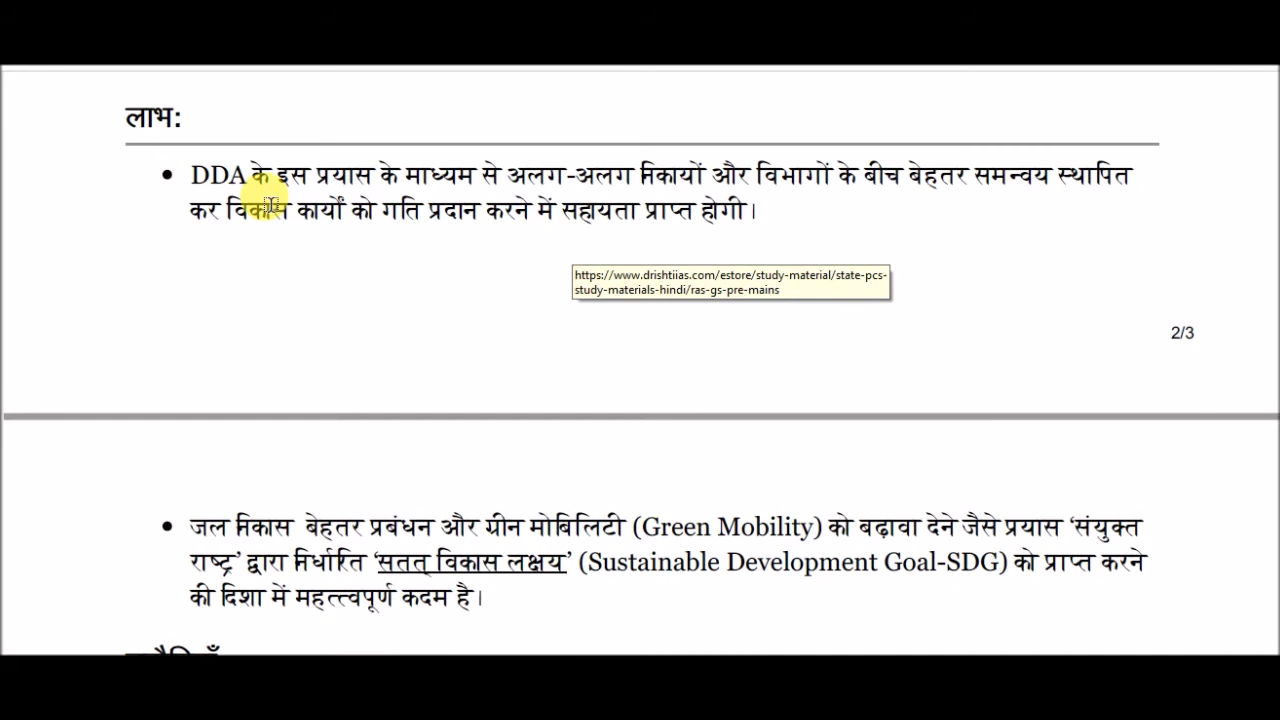 लाभ:
• DDA के इस प्रयास के माध्यम से अलग-अलग निकायों और विभागों के बीच बेहतर समन्वय स्थापित
कर विकास कार्यों को गति प्रदान करने में सहायता प्राप्त होगी।
https://www.drishtiias.com/estore/study-material/state-pcs-
study-materials-hindi/ras-gs-pre-mains
2/3
• जल निकास बेहतर प्रबंधन और ग्रीन मोबिलिटी (Green Mobility) को बढ़ावा देने जैसे प्रयास ‘संयुक्त
राष्ट्र’ द्वारा निर्धारित ‘सतत् विकास लक्षय’ (Sustainable Development Goal-SDG) को प्राप्त करने
की दिशा में महत्त्वपूर्ण कदम है।